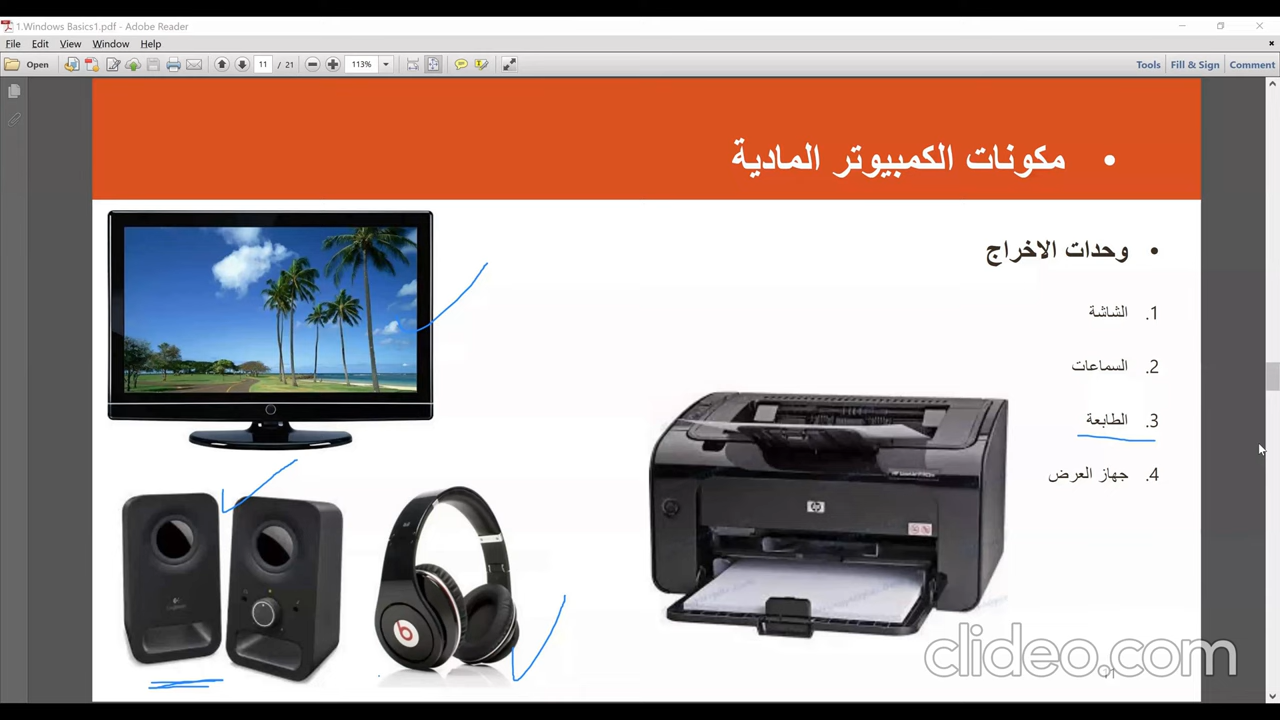 1.Windows Basics1.pdf - Adobe Reader
File Edit View Window Help
Open 11 / 21 113% Tools Fill & Sign Comment
• مكونات الكمبيوتر المادية
• وحدات الاخراج
1. الشاشة
2. السماعات
3. الطابعة
4. جهاز العرض
hp
b
clideo.com